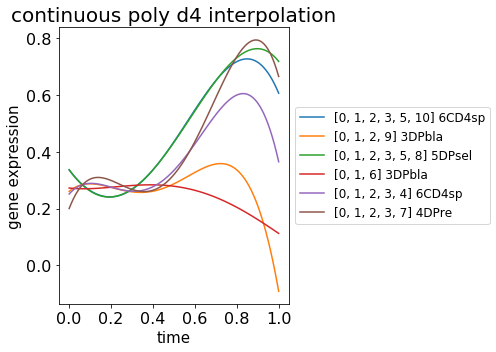 continuous poly d4 interpolation
gene expression
0.8
0.6
0.4
0.2
0.0
0.0 0.2 0.4 0.6 0.8 1.0
time
[0, 1, 2, 3, 5, 10] 6CD4sp
[0, 1, 2, 9] 3DPbla
[0, 1, 2, 3, 5, 8] 5DPsel
[0, 1, 6] 3DPbla
[0, 1, 2, 3, 4] 6CD4sp
[0, 1, 2, 3, 7] 4DPre